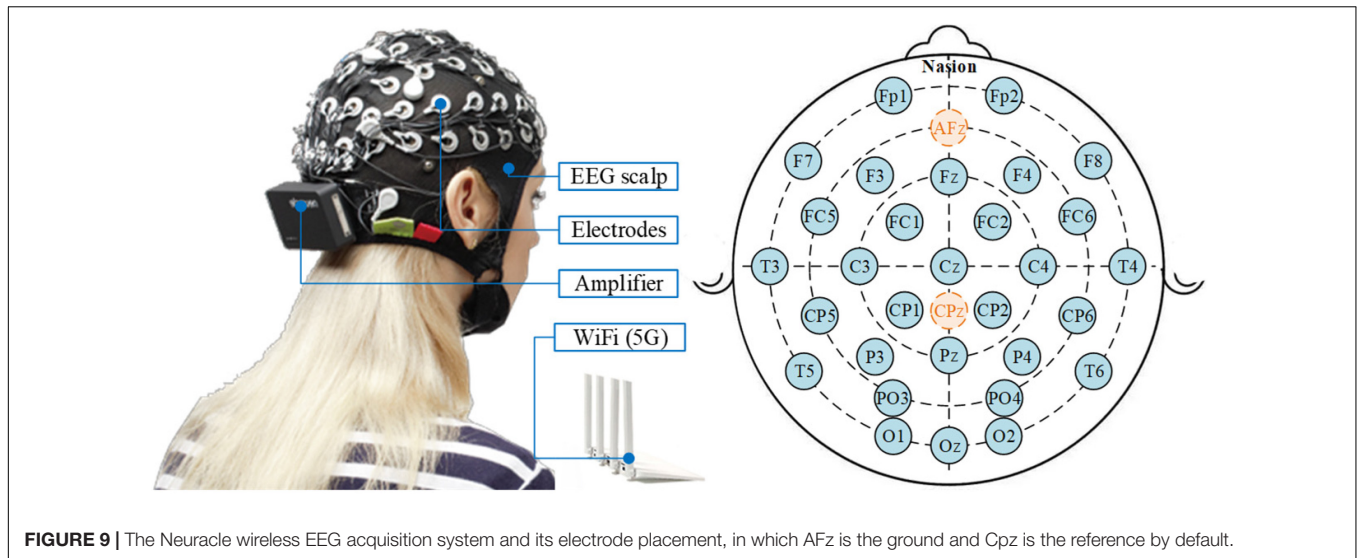 EEG scalp
Electrodes
Amplifier
WiFi (5G)
Nasion
Fp1 Fp2
AFz
F7 F3 Fz F4 F8
FC5 FC1 FC2 FC6
T3 C3 Cz C4 T4
CP5 CP1 CPz CP2 CP6
T5 P3 Pz P4 T6
PO3 PO4
O1 Oz O2
FIGURE 9 | The Neuracle wireless EEG acquisition system and its electrode placement, in which AFz is the ground and Cpz is the reference by default.